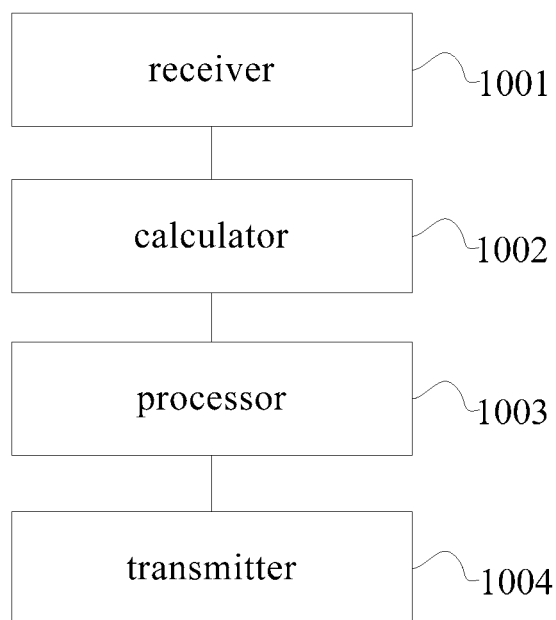 receiver
1001
calculator
1002
processor
1003
transmitter
1004